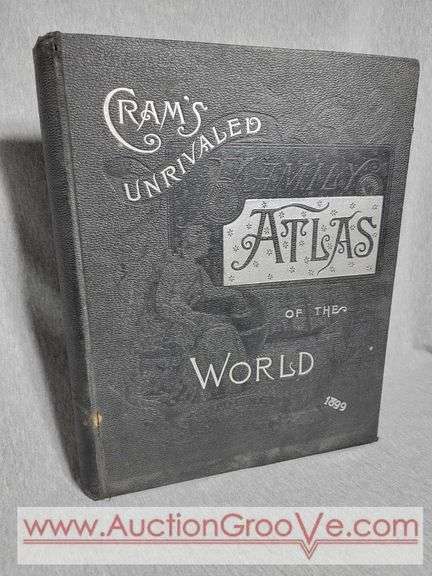 CRAM'S
UNRIVALED
FAMILY
ATLAS
OF THE
WORLD
1899
www.AuctionGrooVe.com